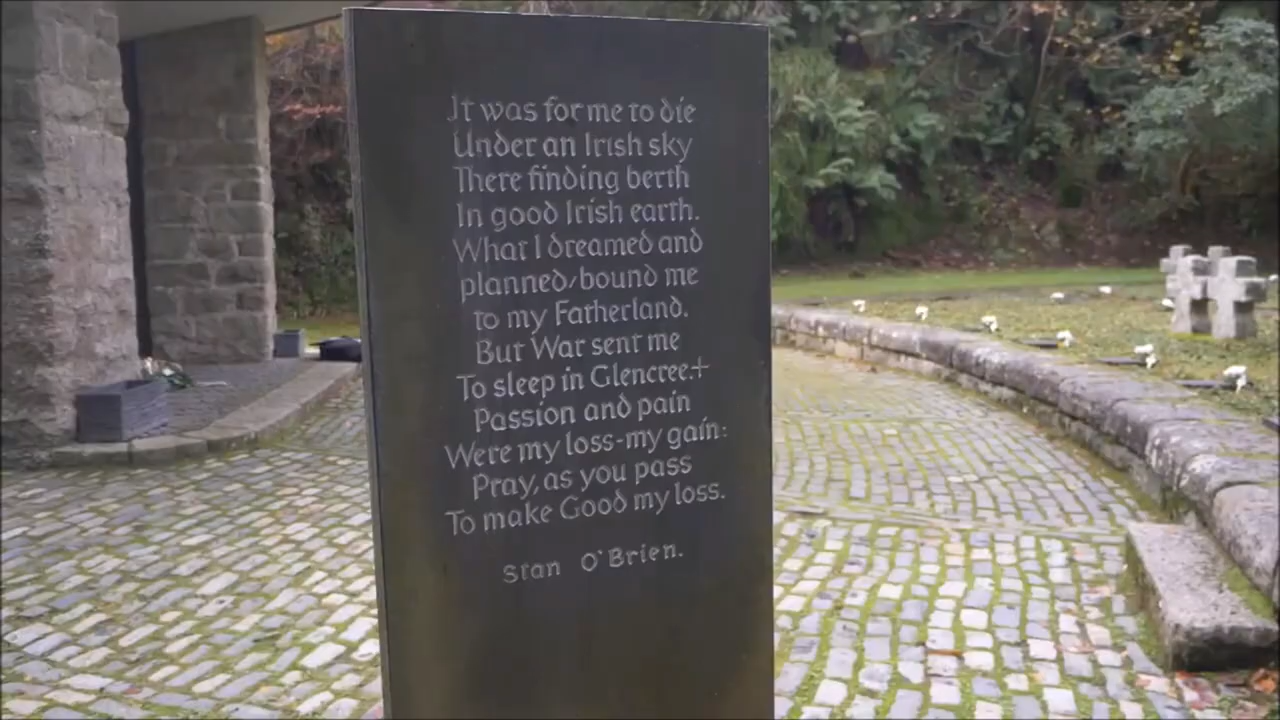 It was for me to die
Under an Irish sky
There finding berth
In good Irish earth.
What I dreamed and
planned/bound me
to my Fatherland.
But War sent me
To sleep in Glencree.+
Passion and pain
Were my loss-my gain:
Pray, as you pass
To make Good my loss.
Stan O'Brien.